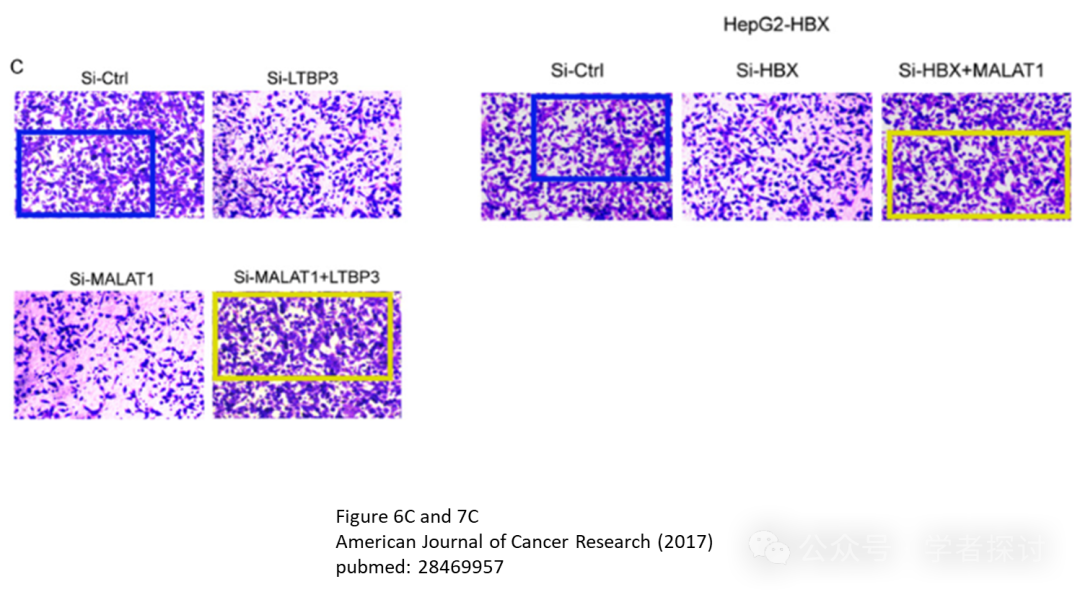 HepG2-HBX
C
Si-Ctrl
Si-LTBP3
Si-Ctrl
Si-HBX
Si-HBX+MALAT1
Si-MALAT1
Si-MALAT1+LTBP3
Figure 6C and 7C
American Journal of Cancer Research (2017)
pubmed: 28469957
公众号 · 学者探讨